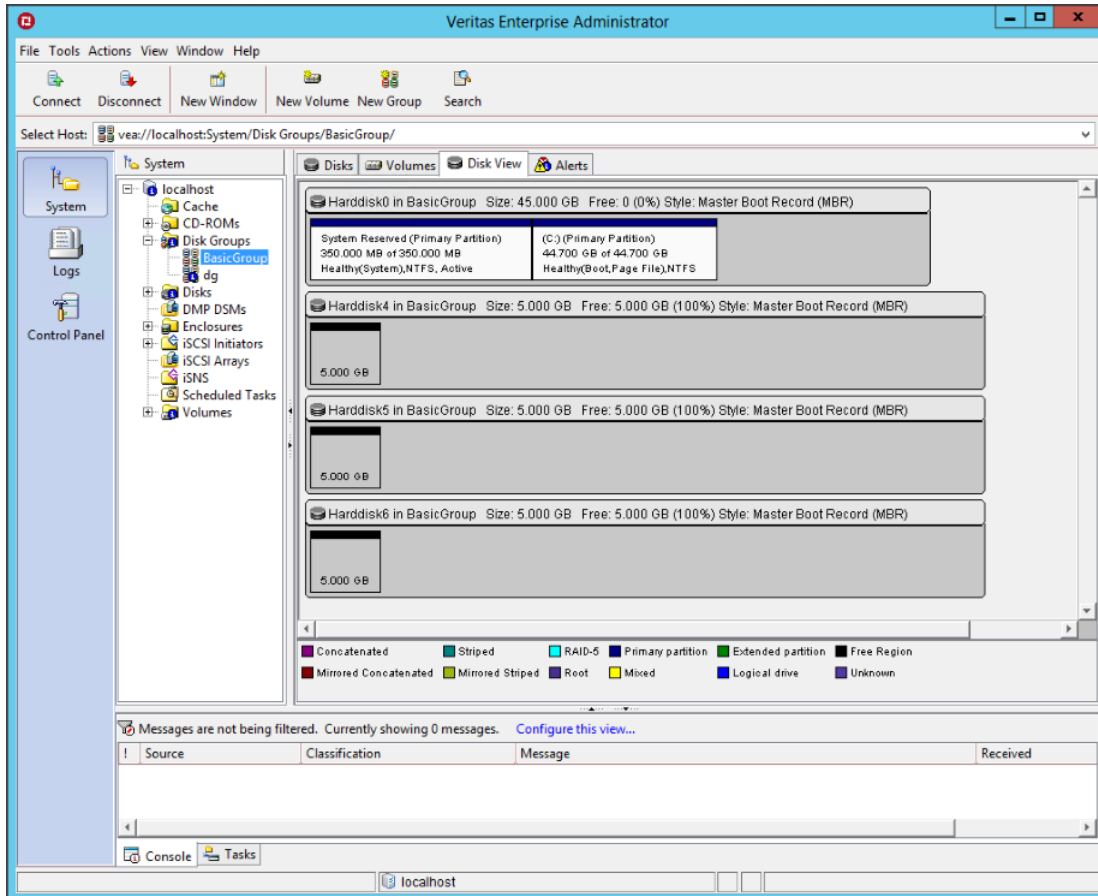 Veritas Enterprise Administrator
File Tools Actions View Window Help
Connect Disconnect New Window New Volume New Group Search
Select Host: vea://localhost:System/Disk Groups/BasicGroup/
System
Logs
Control Panel
System
localhost
Cache
CD-ROMs
Disk Groups
BasicGroup
dg
Disks
DMP DSMs
Enclosures
iSCSI Initiators
iSCSI Arrays
iSNS
Scheduled Tasks
Volumes
Disks Volumes Disk View Alerts
Harddisk0 in BasicGroup Size: 45.000 GB Free: 0 (0%) Style: Master Boot Record (MBR)
System Reserved (Primary Partition)
350.000 MB of 350.000 MB
Healthy(System),NTFS, Active
(C:) (Primary Partition)
44.700 GB of 44.700 GB
Healthy(Boot,Page File),NTFS
Harddisk4 in BasicGroup Size: 5.000 GB Free: 5.000 GB (100%) Style: Master Boot Record (MBR)
5.000 GB
Harddisk5 in BasicGroup Size: 5.000 GB Free: 5.000 GB (100%) Style: Master Boot Record (MBR)
5.000 GB
Harddisk6 in BasicGroup Size: 5.000 GB Free: 5.000 GB (100%) Style: Master Boot Record (MBR)
5.000 GB
Concatenated Striped RAID-5 Primary partition Extended partition Free Region
Mirrored Concatenated Mirrored Striped Root Mixed Logical drive Unknown
Messages are not being filtered. Currently showing 0 messages. Configure this view...
! Source Classification Message Received
Console Tasks
localhost